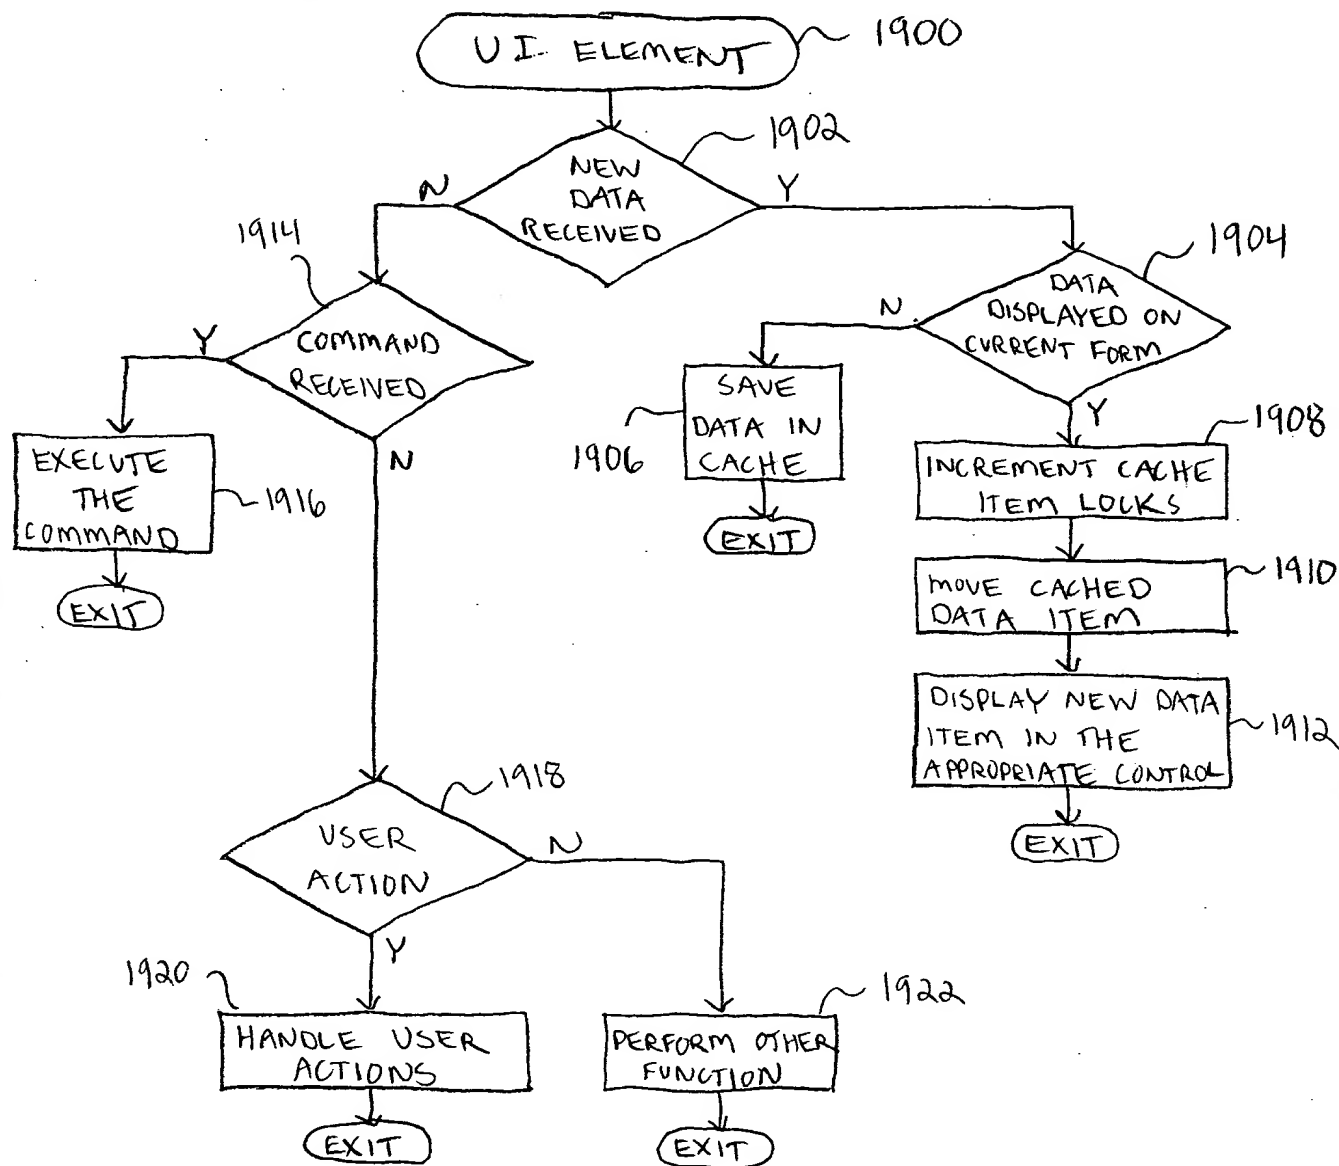 UI ELEMENT
1900
1902
NEW
DATA
RECEIVED
N
Y
1914
COMMAND
RECEIVED
Y
N
EXECUTE
THE
COMMAND
1916
EXIT
1904
DATA
DISPLAYED ON
CURRENT FORM
N
Y
SAVE
DATA IN
CACHE
1906
EXIT
1908
INCREMENT CACHE
ITEM LOCKS
1910
MOVE CACHED
DATA ITEM
DISPLAY NEW DATA
ITEM IN THE
APPROPRIATE CONTROL
1912
EXIT
1918
USER
ACTION
N
Y
1920
HANDLE USER
ACTIONS
EXIT
1922
PERFORM OTHER
FUNCTION
EXIT